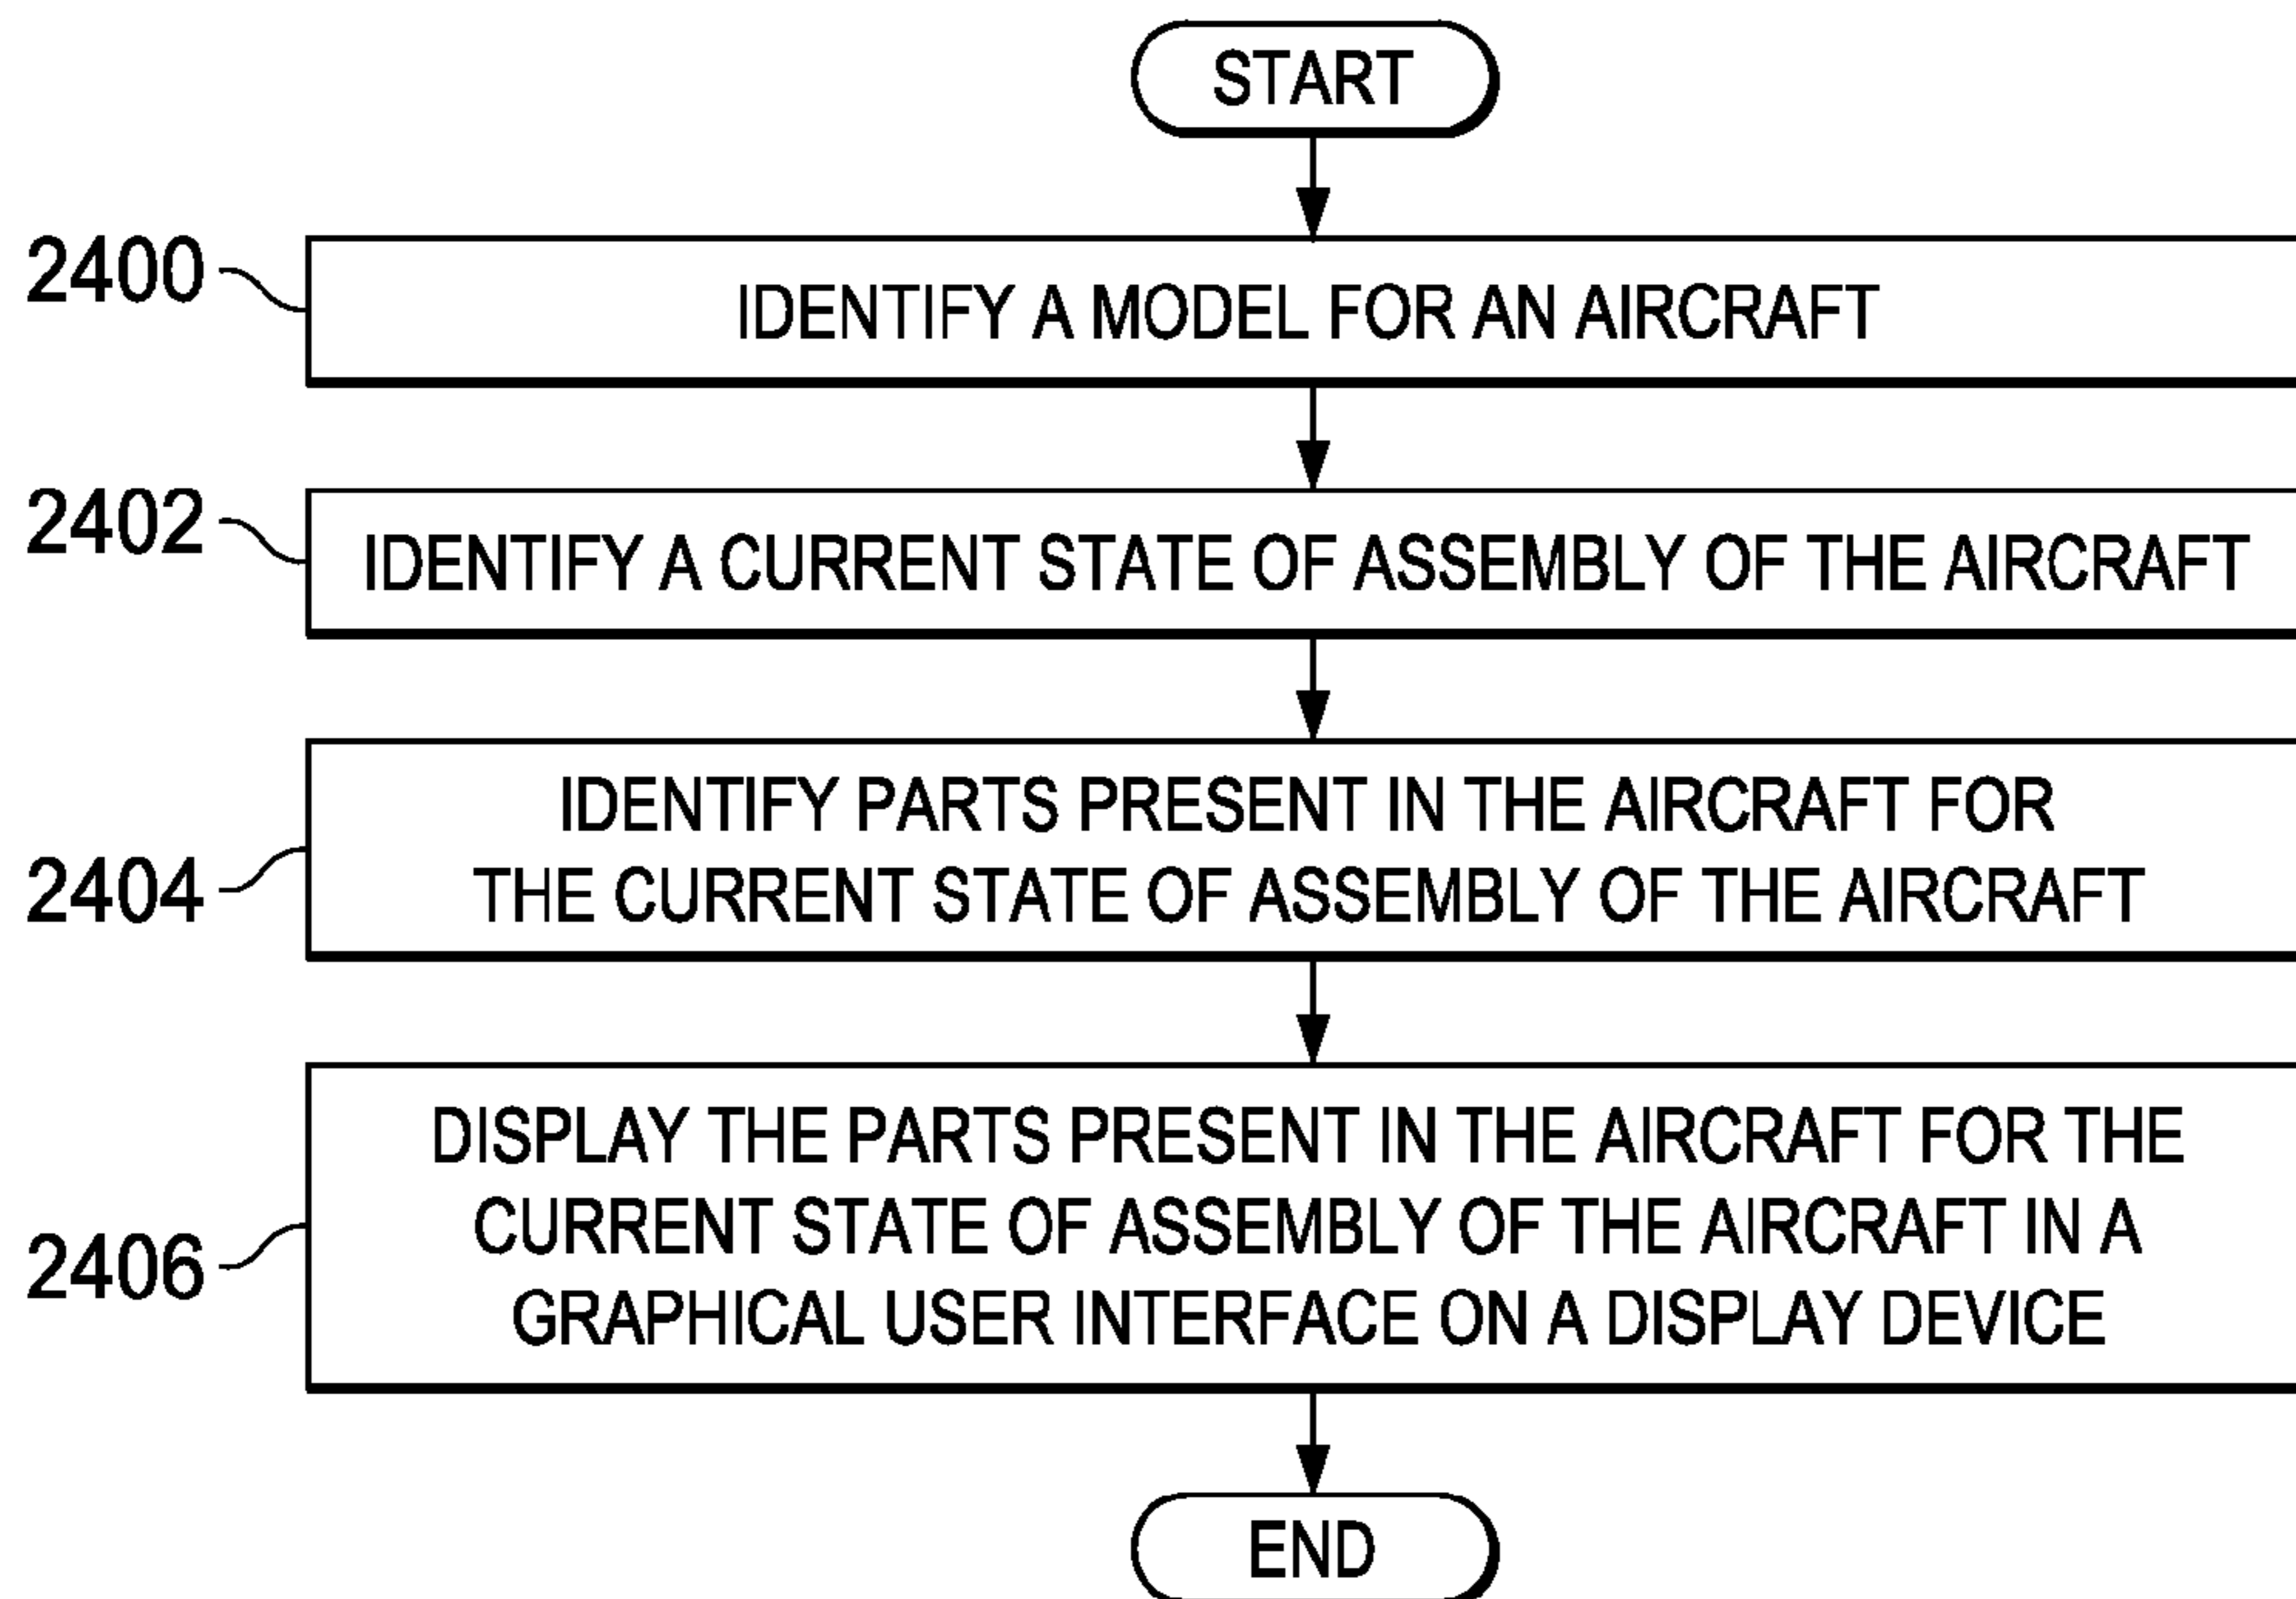 START
2400
IDENTIFY A MODEL FOR AN AIRCRAFT
2402
IDENTIFY A CURRENT STATE OF ASSEMBLY OF THE AIRCRAFT
2404
IDENTIFY PARTS PRESENT IN THE AIRCRAFT FOR
THE CURRENT STATE OF ASSEMBLY OF THE AIRCRAFT
2406
DISPLAY THE PARTS PRESENT IN THE AIRCRAFT FOR THE
CURRENT STATE OF ASSEMBLY OF THE AIRCRAFT IN A
GRAPHICAL USER INTERFACE ON A DISPLAY DEVICE
END